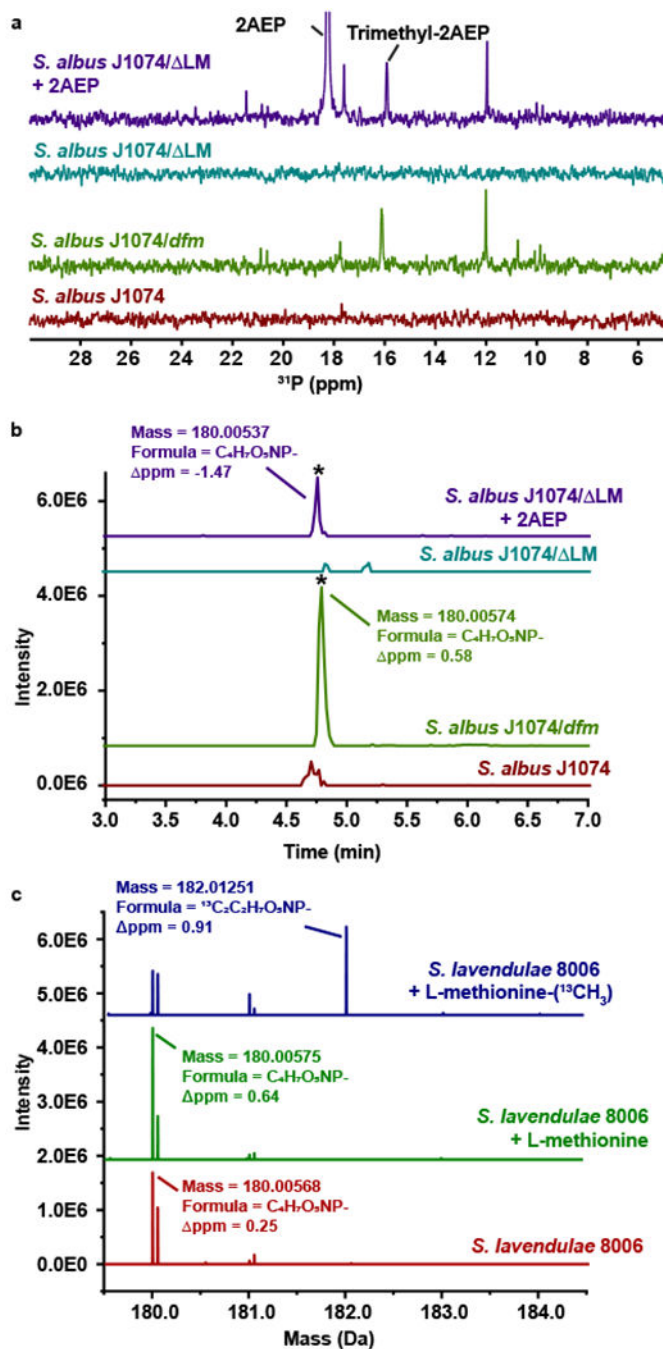 a
2AEP
Trimethyl-2AEP
S. albus J1074/ΔLM
+ 2AEP
S. albus J1074/ΔLM
S. albus J1074/dfm
S. albus J1074
28 26 24 22 20 18 16 14 12 10 8 6
³¹P (ppm)
b
Mass = 180.00537
Formula = C₄H₇O₅NP-
Δppm = -1.47
*
S. albus J1074/ΔLM
+ 2AEP
6.0E6
S. albus J1074/ΔLM
*
4.0E6
Mass = 180.00574
Formula = C₄H₇O₅NP-
Δppm = 0.58
Intensity
2.0E6
S. albus J1074/dfm
S. albus J1074
0.0E6
3.0 3.5 4.0 4.5 5.0 5.5 6.0 6.5 7.0
Time (min)
c
Mass = 182.01251
Formula = ¹³C₂C₂H₇O₅NP-
Δppm = 0.91
6.0E6
S. lavendulae 8006
+ L-methionine-(¹³CH₃)
5.0E6
Mass = 180.00575
Formula = C₄H₇O₅NP-
Δppm = 0.64
4.0E6
Intensity
3.0E6
S. lavendulae 8006
+ L-methionine
2.0E6
Mass = 180.00568
Formula = C₄H₇O₅NP-
Δppm = 0.25
1.0E6
S. lavendulae 8006
0.0E0
180.0 181.0 182.0 183.0 184.0
Mass (Da)